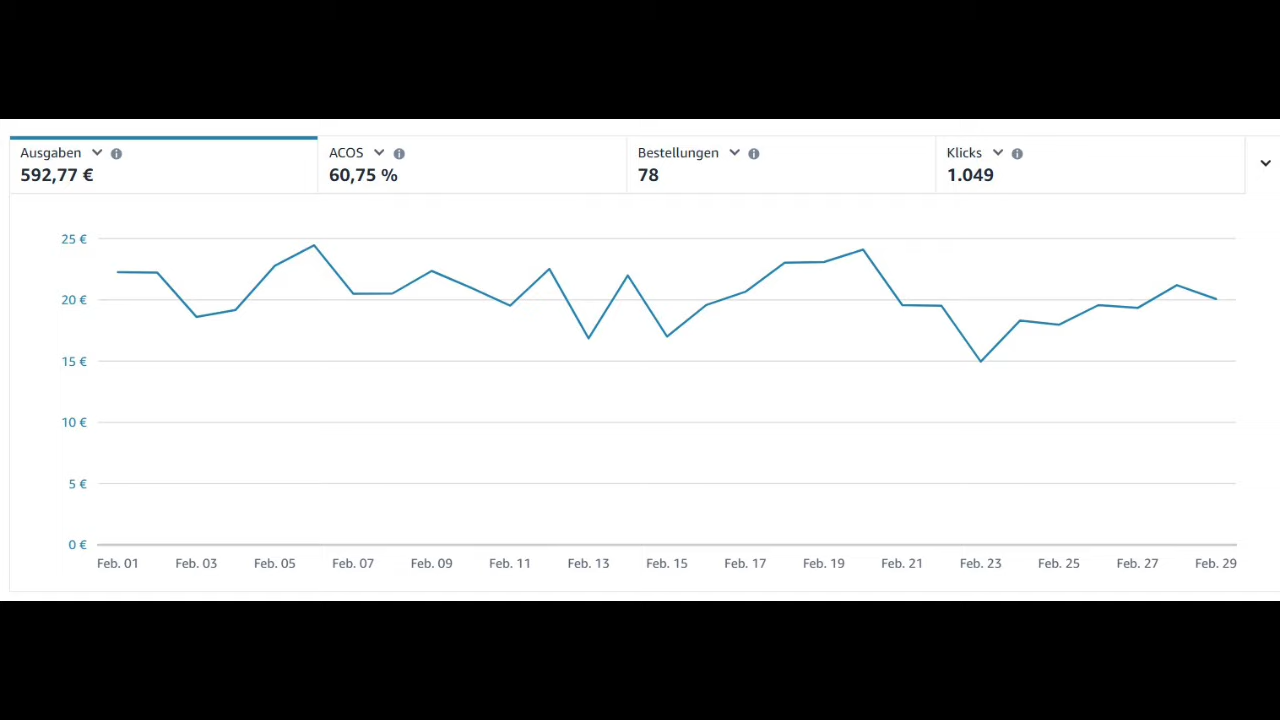 Ausgaben ACOS Bestellungen Klicks
592,77 € 60,75 % 78 1.049
25 €
20 €
15 €
10 €
5 €
0 €
Feb. 01 Feb. 03 Feb. 05 Feb. 07 Feb. 09 Feb. 11 Feb. 13 Feb. 15 Feb. 17 Feb. 19 Feb. 21 Feb. 23 Feb. 25 Feb. 27 Feb. 29